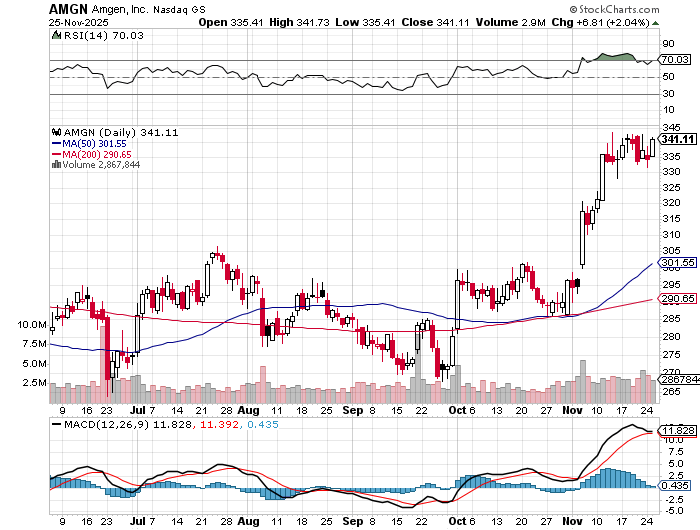 AMGN Amgen, Inc. Nasdaq GS © StockCharts.com
25-Nov-2025 Open 335.41 High 341.73 Low 335.41 Close 341.11 Volume 2.9M Chg +6.81 (+2.04%)
RSI(14) 70.03
90
70.03
50
30
10
AMGN (Daily) 341.11
MA(50) 301.55
MA(200) 290.65
Volume 2,867,844
345
341.11
335
330
325
320
315
310
305
301.55
295
290.65
285
280
275
270
265
10.0M
7.5M
5.0M
2.5M
2867844
9 16 23 Jul 7 14 21 28 Aug 11 18 25 Sep 8 15 22 Oct 6 13 20 27 Nov 10 17 24
MACD(12,26,9) 11.828, 11.392, 0.435
11.828
10.0
7.5
5.0
2.5
0.435
-2.5
-5.0
9 16 23 Jul 7 14 21 28 Aug 11 18 25 Sep 8 15 22 Oct 6 13 20 27 Nov 10 17 24